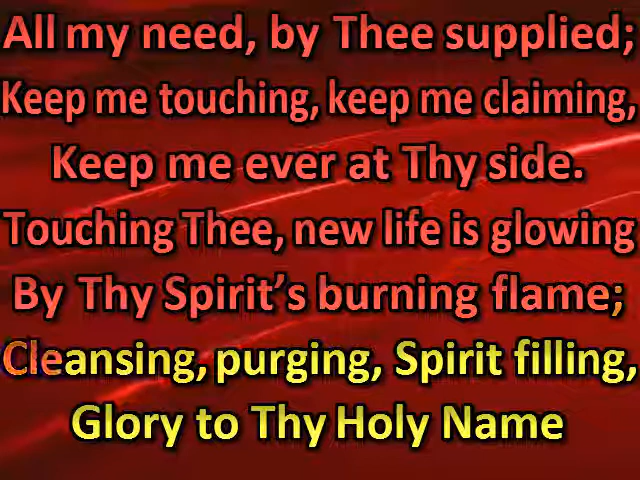 All my need, by Thee supplied;
Keep me touching, keep me claiming,
Keep me ever at Thy side.
Touching Thee, new life is glowing
By Thy Spirit’s burning flame;
Cleansing, purging, Spirit filling,
Glory to Thy Holy Name